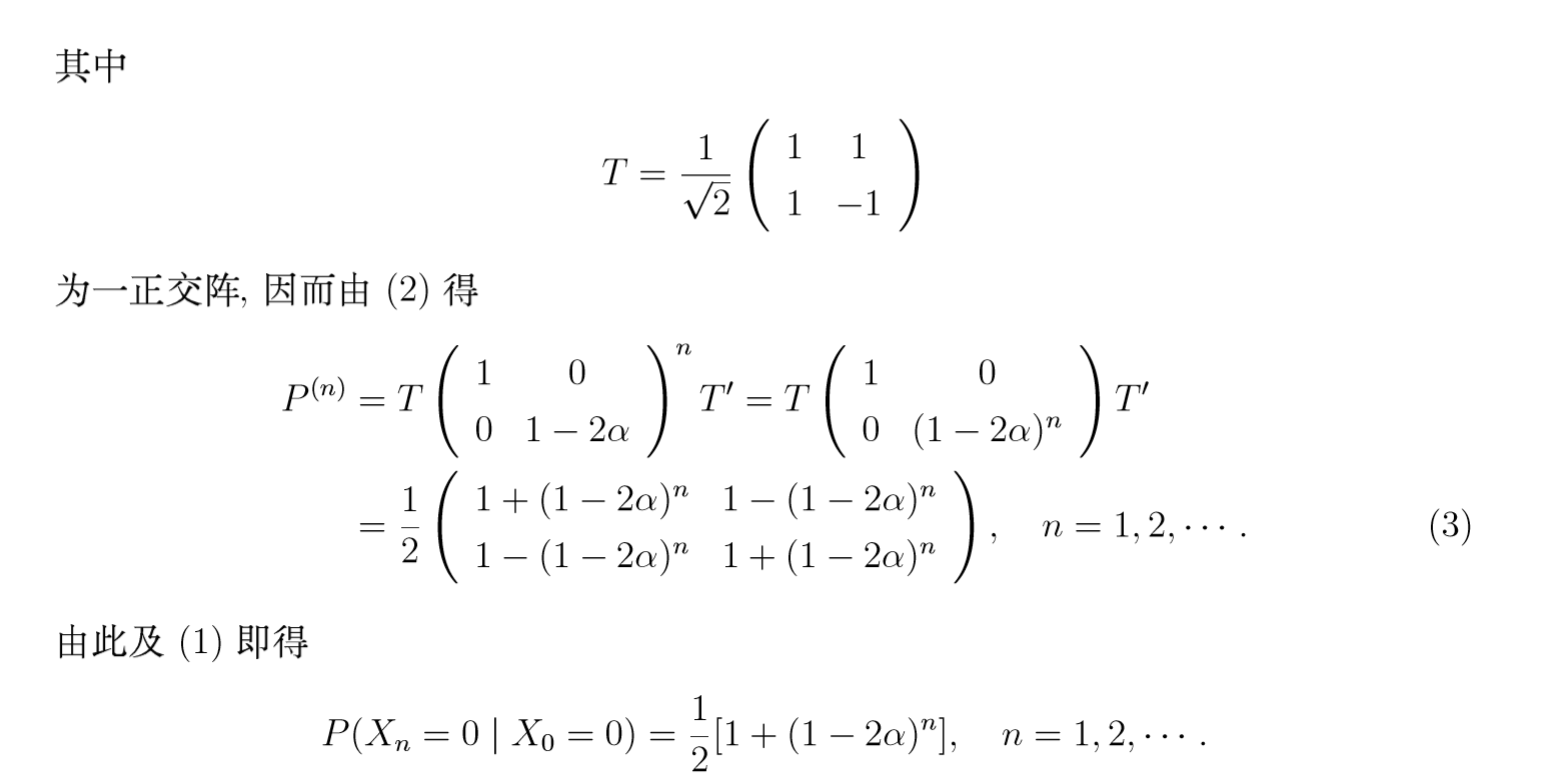 其中
$$T = \frac{1}{\sqrt{2}} \begin{pmatrix} 1 & 1 \\ 1 & -1 \end{pmatrix}$$
为一正交阵, 因而由 (2) 得
$$P^{(n)} = T \begin{pmatrix} 1 & 0 \\ 0 & 1-2\alpha \end{pmatrix}^n T' = T \begin{pmatrix} 1 & 0 \\ 0 & (1-2\alpha)^n \end{pmatrix} T'$$
$$= \frac{1}{2} \begin{pmatrix} 1+(1-2\alpha)^n & 1-(1-2\alpha)^n \\ 1-(1-2\alpha)^n & 1+(1-2\alpha)^n \end{pmatrix}, \quad n = 1, 2, \cdots. \quad (3)$$
由此及 (1) 即得
$$P(X_n = 0 \mid X_0 = 0) = \frac{1}{2}[1+(1-2\alpha)^n], \quad n = 1, 2, \cdots.$$